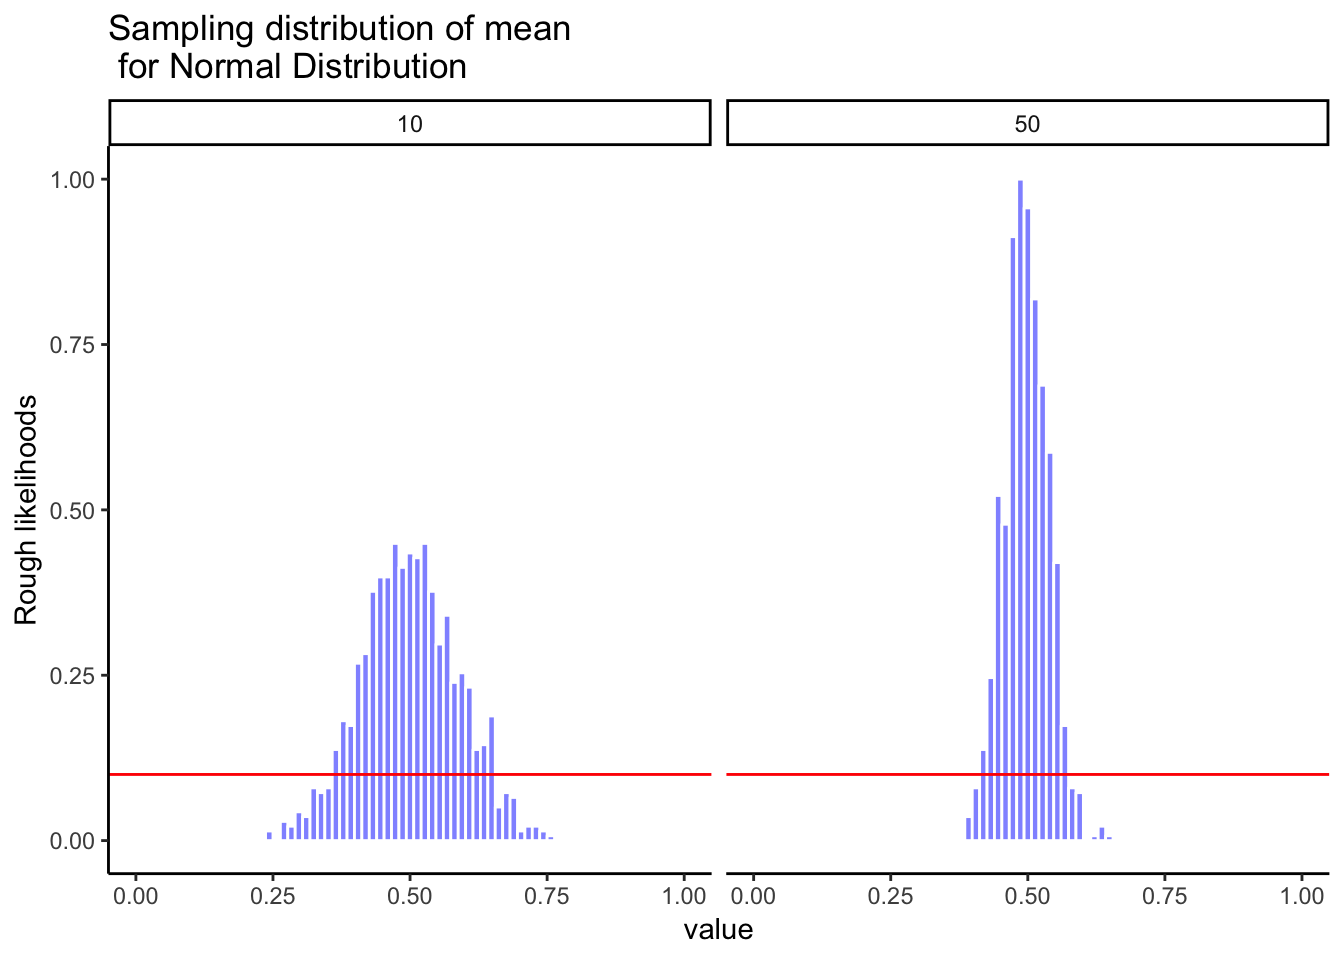 Sampling distribution of mean
for Normal Distribution
10
50
1.00
0.75
0.50
0.25
0.00
Rough likelihoods
0.00 0.25 0.50 0.75 1.00
0.00 0.25 0.50 0.75 1.00
value